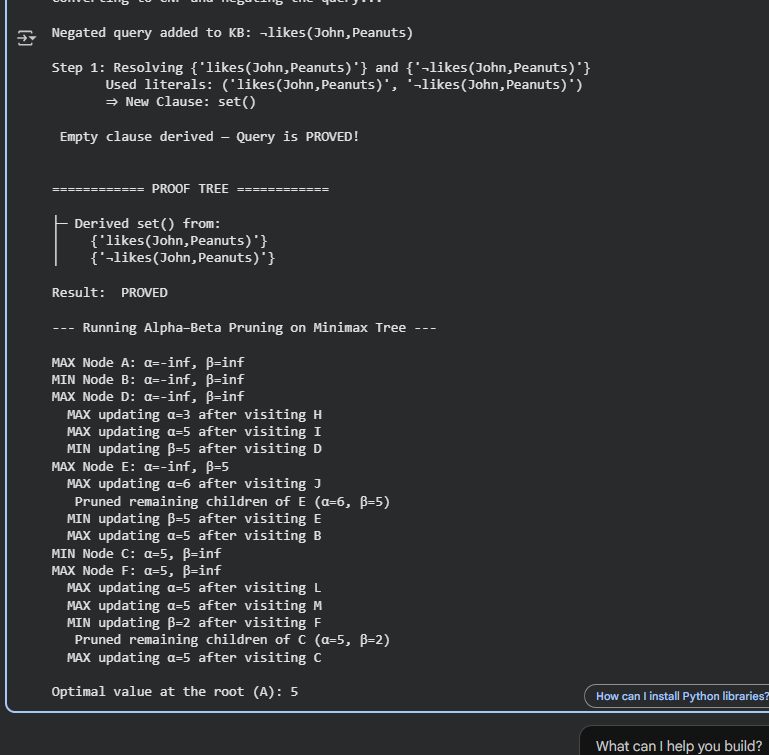 Converting to CNF and negating the query...
Negated query added to KB: ¬likes(John,Peanuts)
Step 1: Resolving {'likes(John,Peanuts)'} and {'¬likes(John,Peanuts)'}
Used literals: ('likes(John,Peanuts)', '¬likes(John,Peanuts)')
⇒ New Clause: set()
Empty clause derived — Query is PROVED!
============ PROOF TREE ============
├─ Derived set() from:
│ {'likes(John,Peanuts)'}
│ {'¬likes(John,Peanuts)'}
Result: PROVED
--- Running Alpha–Beta Pruning on Minimax Tree ---
MAX Node A: α=-inf, β=inf
MIN Node B: α=-inf, β=inf
MAX Node D: α=-inf, β=inf
MAX updating α=3 after visiting H
MAX updating α=5 after visiting I
MIN updating β=5 after visiting D
MAX Node E: α=-inf, β=5
MAX updating α=6 after visiting J
Pruned remaining children of E (α=6, β=5)
MIN updating β=5 after visiting E
MAX updating α=5 after visiting B
MIN Node C: α=5, β=inf
MAX Node F: α=5, β=inf
MAX updating α=5 after visiting L
MAX updating α=5 after visiting M
MIN updating β=2 after visiting F
Pruned remaining children of C (α=5, β=2)
MAX updating α=5 after visiting C
Optimal value at the root (A): 5
How can I install Python libraries?
What can I help you build?